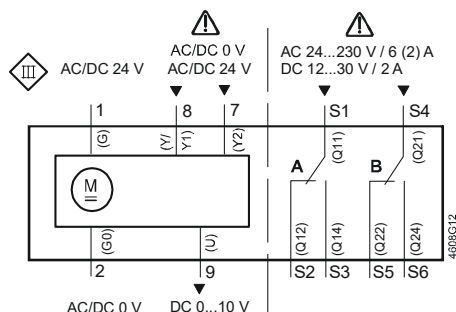 AC/DC 0 V
AC/DC 24 V
AC 24...230 V / 6 (2) A
DC 12...30 V / 2 A
III
AC/DC 24 V
1
8
7
S1
S4
(G)
(Y/
Y1)
(Y2)
(Q11)
(Q21)
A
B
M
(G0)
(U)
(Q12)
(Q14)
(Q22)
(Q24)
2
9
S2
S3
S5
S6
AC/DC 0 V
DC 0...10 V
4608G12